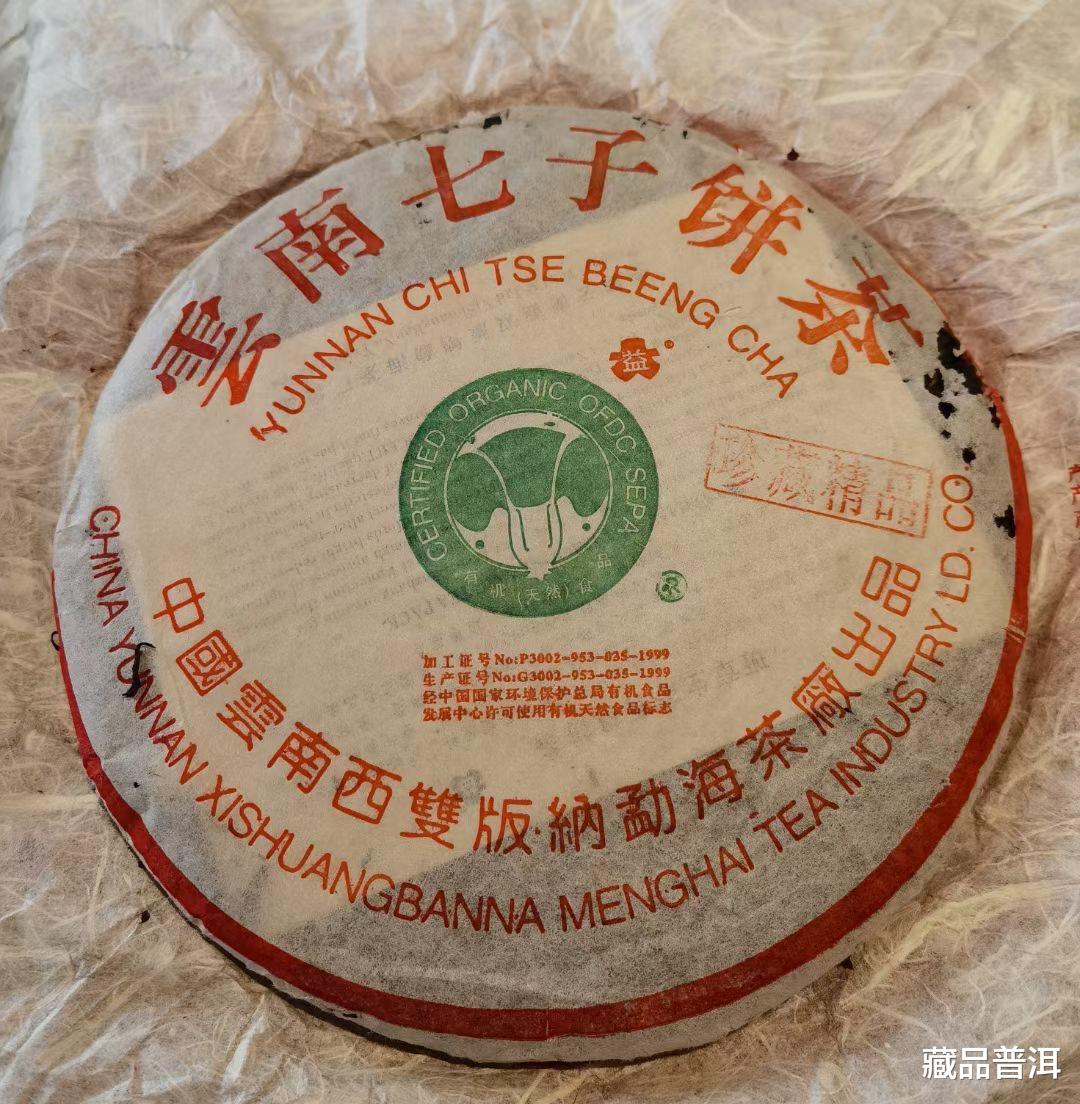 雲南七子餅茶
YUNNAN CHI TSE BEENG CHA
益
CERTIFIED ORGANIC OFDC SEPA
有机(天然)食品
珍藏精品
加工证号No:P3002-953-035-1999
生产证号No:G3002-953-035-1999
经中国国家环境保护总局有机食品
发展中心许可使用有机天然食品标志
中國雲南西雙版納勐海茶廠出品
CHINA YUNNAN XISHUANGBANNA MENGHAI TEA INDUSTRY LD. CO.
藏品普洱